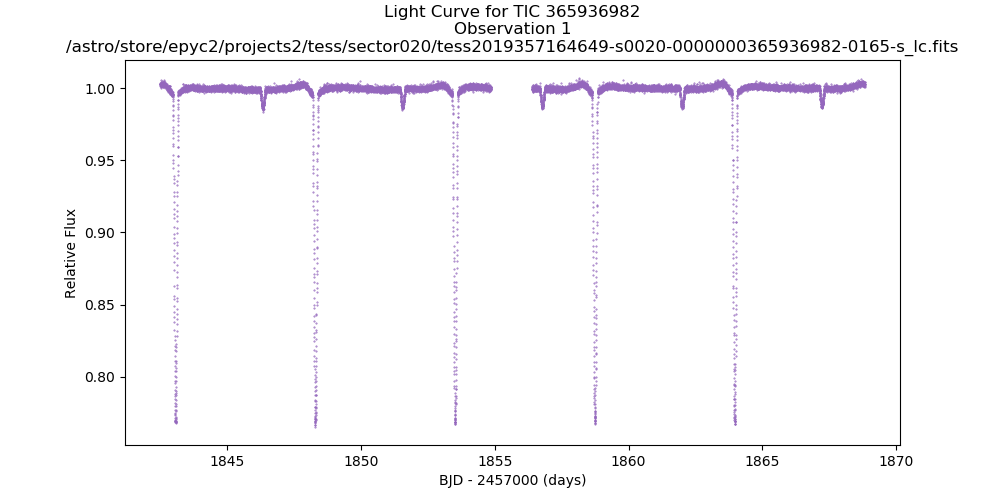 Light Curve for TIC 365936982
Observation 1
/astro/store/epyc2/projects2/tess/sector020/tess2019357164649-s0020-0000000365936982-0165-s_lc.fits
1.00
0.95
0.90
0.85
0.80
Relative Flux
1845
1850
1855
1860
1865
1870
BJD - 2457000 (days)